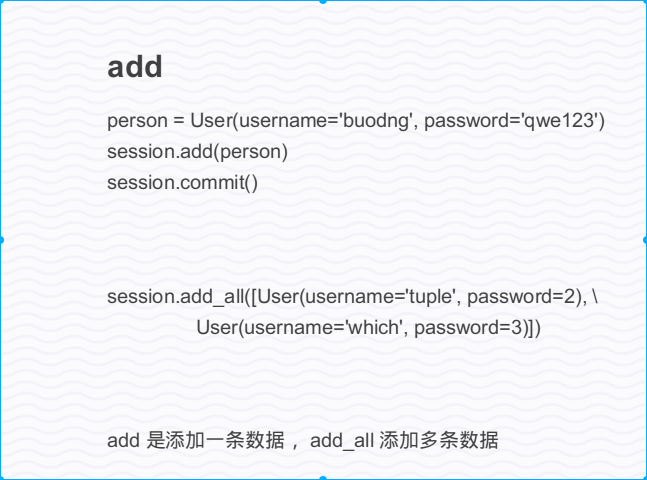 add
person = User(username='buodng', password='qwe123')
session.add(person)
session.commit()
session.add_all([User(username='tuple', password=2), \
User(username='which', password=3)])
add 是添加一条数据 ，add_all 添加多条数据